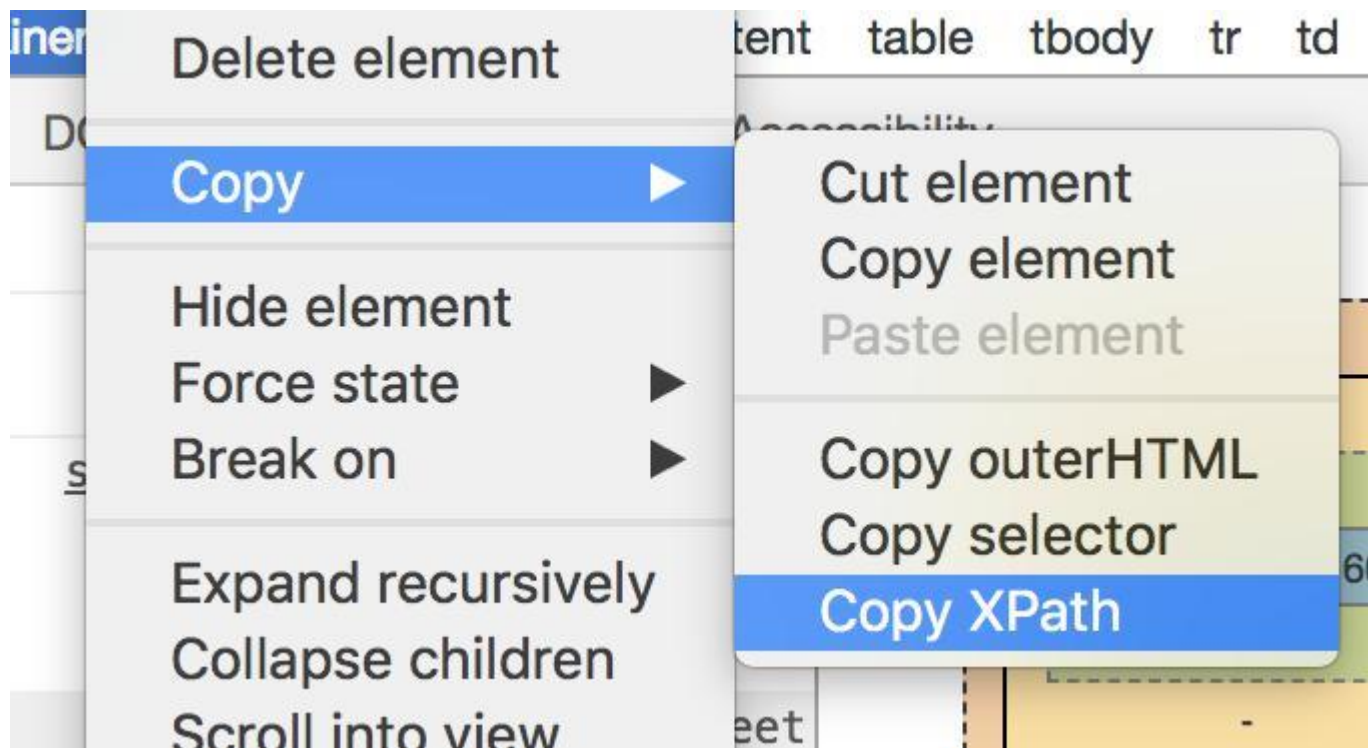 tent table tbody tr td
Delete element
Accessibility
Copy
Hide element
Force state
Break on
Expand recursively
Collapse children
Scroll into view
Cut element
Copy element
Paste element
Copy outerHTML
Copy selector
Copy XPath
eet
-